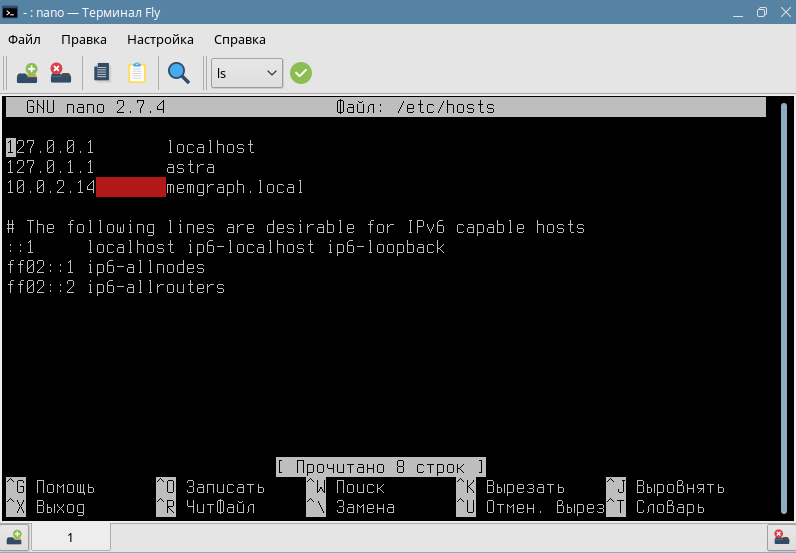 - : nano — Терминал Fly
Файл Правка Настройка Справка
ls
GNU nano 2.7.4 Файл: /etc/hosts
127.0.0.1 localhost
127.0.1.1 astra
10.0.2.14 memgraph.local
# The following lines are desirable for IPv6 capable hosts
::1 localhost ip6-localhost ip6-loopback
ff02::1 ip6-allnodes
ff02::2 ip6-allrouters
[ Прочитано 8 строк ]
^G Помощь ^O Записать ^W Поиск ^K Вырезать ^J Выровнять
^X Выход ^R ЧитФайл ^\ Замена ^U Отмен. Вырез ^T Словарь
1